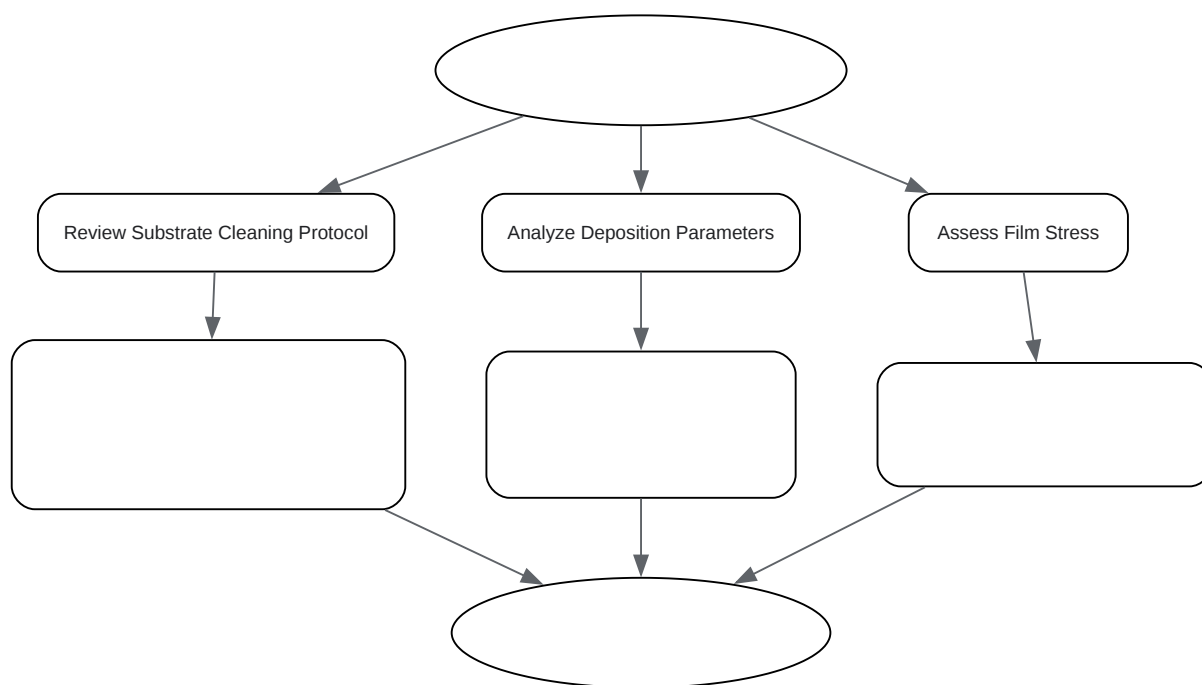 Review Substrate Cleaning Protocol
Analyze Deposition Parameters
Assess Film Stress